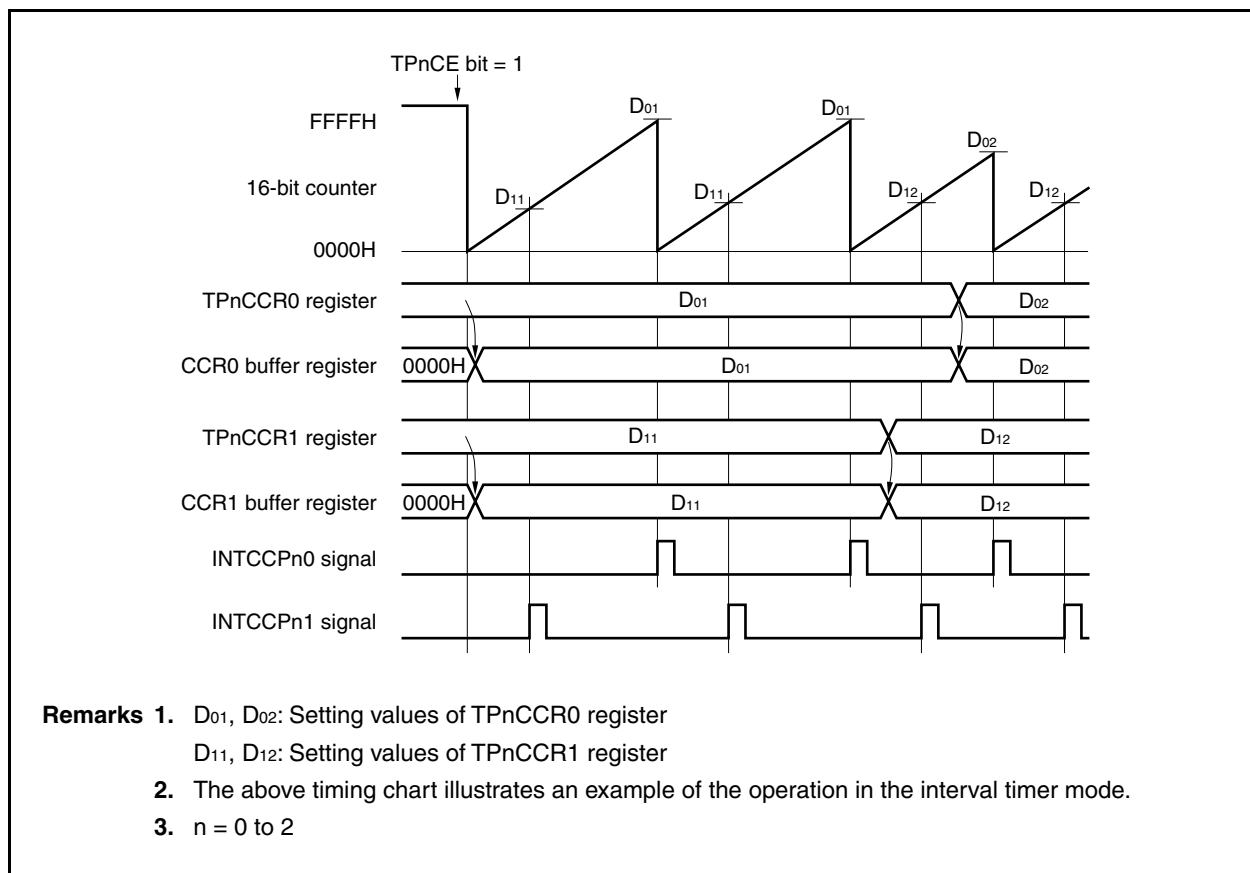 TPnCE bit = 1
D01 D01
FFFFH
D02
16-bit counter
D11 D11 D12 D12
0000H
TPnCCR0 register D01 D02
CCR0 buffer register 0000H D01 D02
TPnCCR1 register D11 D12
CCR1 buffer register 0000H D11 D12
INTCCPn0 signal
INTCCPn1 signal
Remarks 1. D01, D02: Setting values of TPnCCR0 register
D11, D12: Setting values of TPnCCR1 register
2. The above timing chart illustrates an example of the operation in the interval timer mode.
3. n = 0 to 2